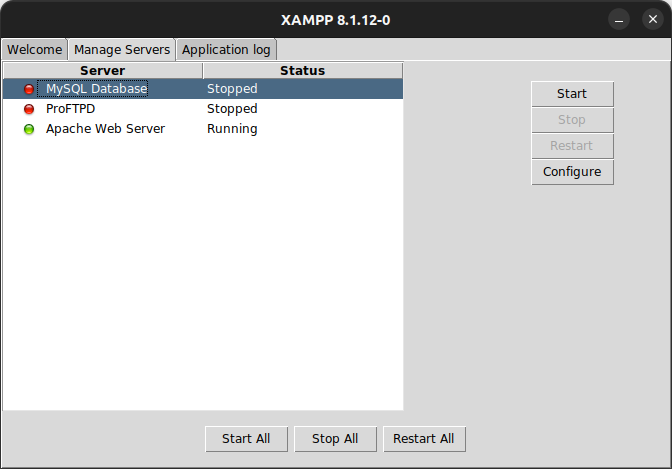 XAMPP 8.1.12-0
Welcome Manage Servers Application log
Server Status
MySQL Database Stopped
ProFTPD Stopped
Apache Web Server Running
Start
Stop
Restart
Configure
Start All Stop All Restart All